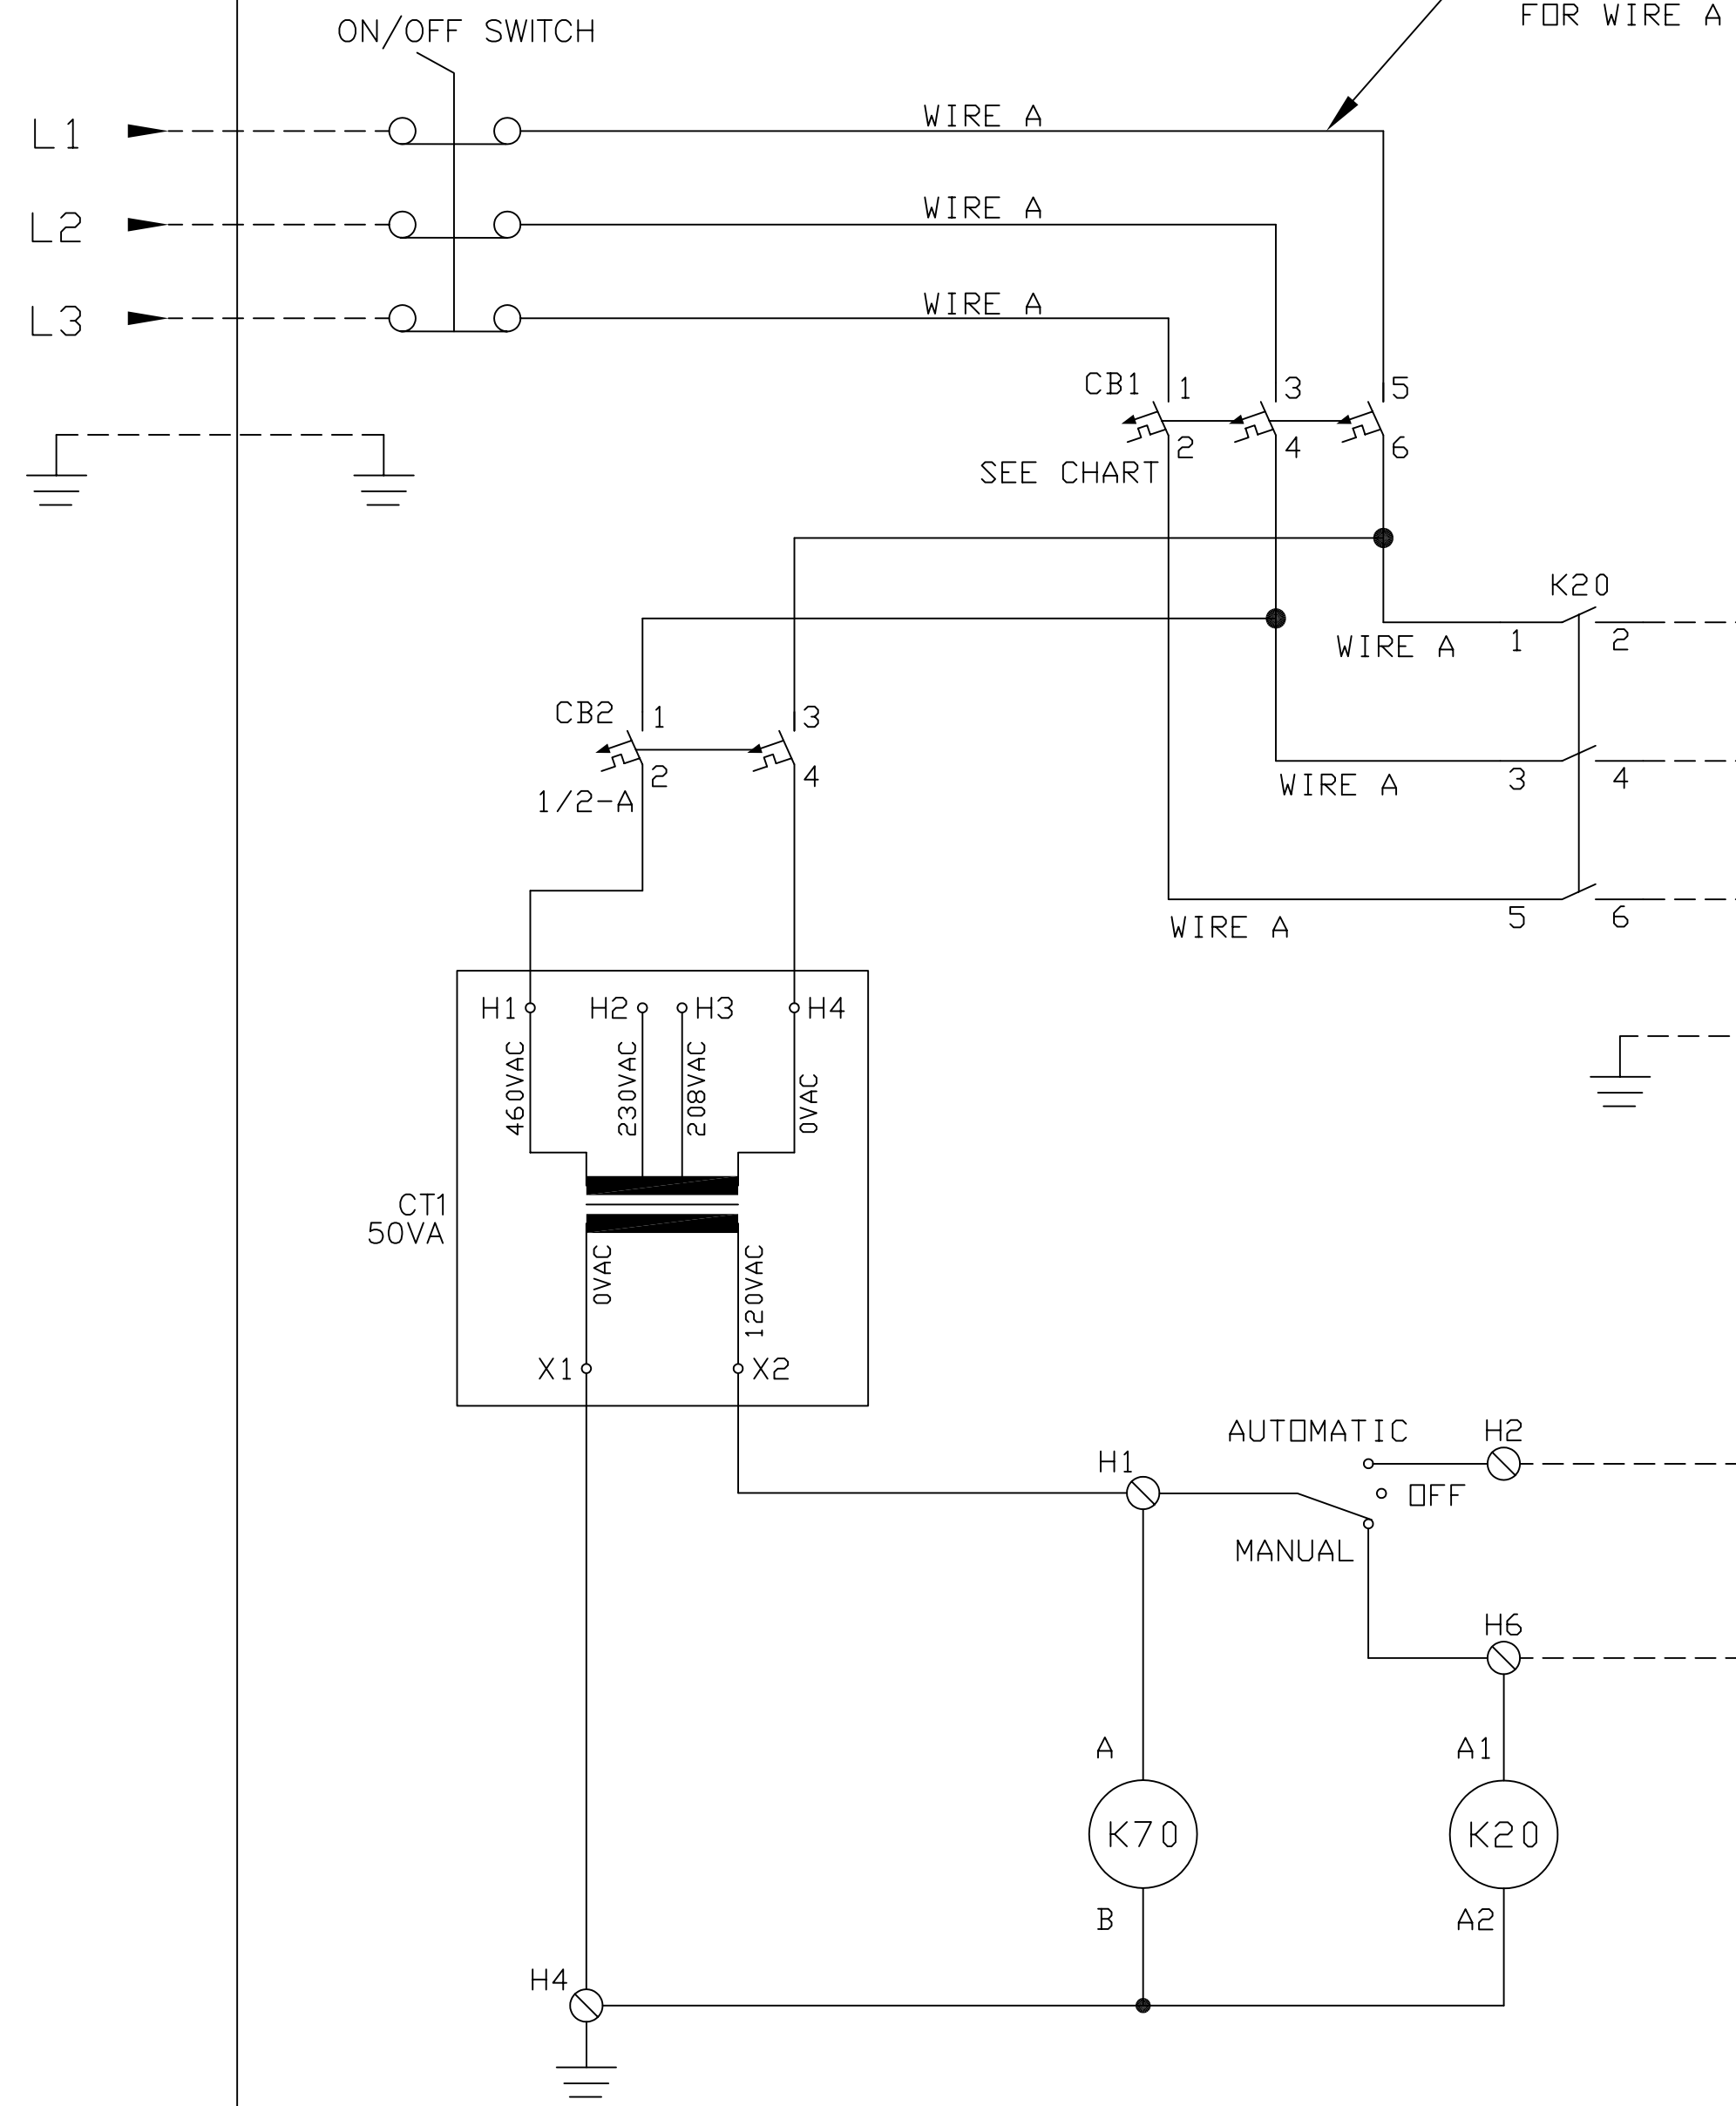 FOR WIRE A
ON/OFF SWITCH
L1
WIRE A
L2
WIRE A
L3
WIRE A
CB1 1 3 5
2 4 6
SEE CHART
K20
WIRE A 1 2
CB2 1 3
2 4
1/2-A
WIRE A 3 4
WIRE A 5 6
H1 H2 H3 H4
460VAC 230VAC 208VAC 0VAC
CT1
50VA
0VAC 120VAC
X1 X2
AUTOMATIC H2
H1
OFF
MANUAL
H6
A A1
K70 K20
B A2
H4